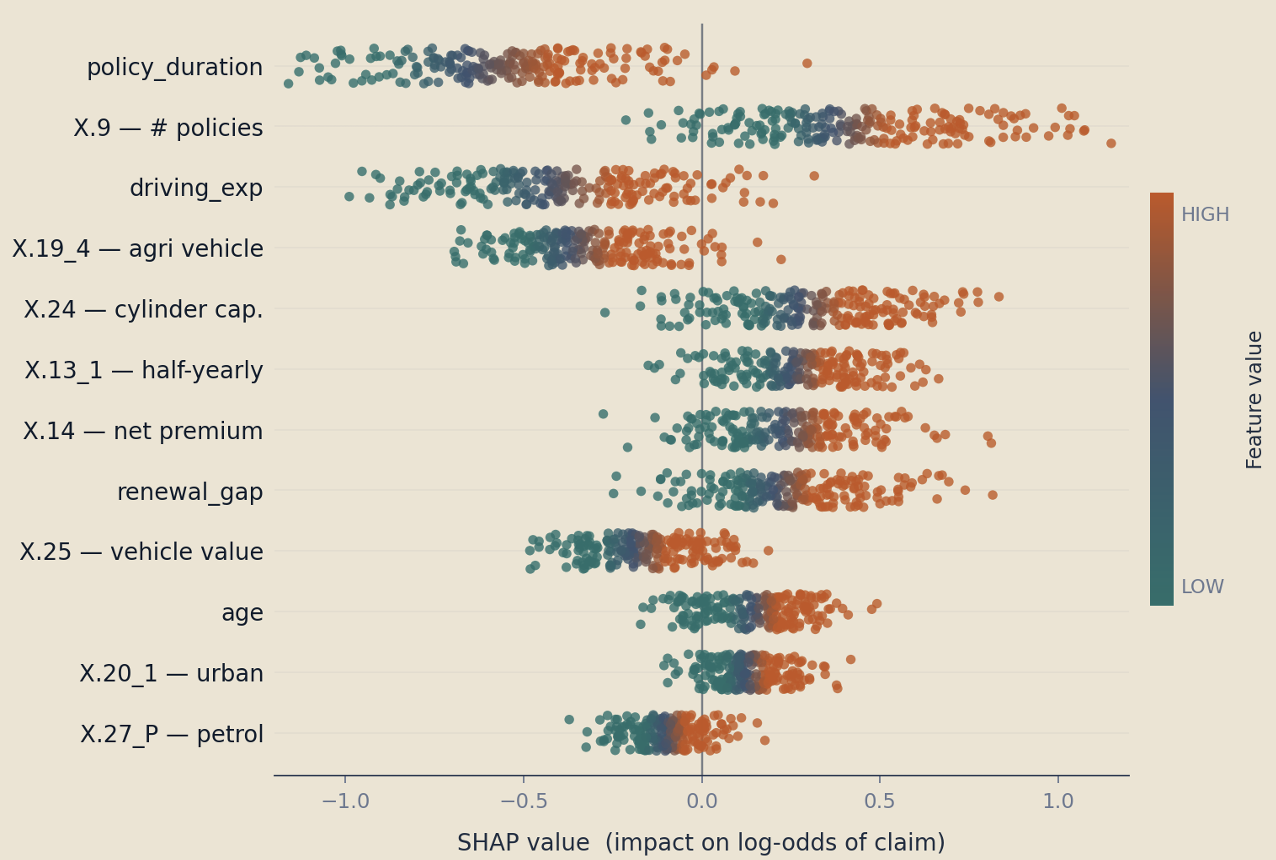 policy_duration
X.9 — # policies
driving_exp
X.19_4 — agri vehicle
X.24 — cylinder cap.
X.13_1 — half-yearly
X.14 — net premium
renewal_gap
X.25 — vehicle value
age
X.20_1 — urban
X.27_P — petrol
−1.0 −0.5 0.0 0.5 1.0
SHAP value (impact on log-odds of claim)
HIGH
LOW
Feature value